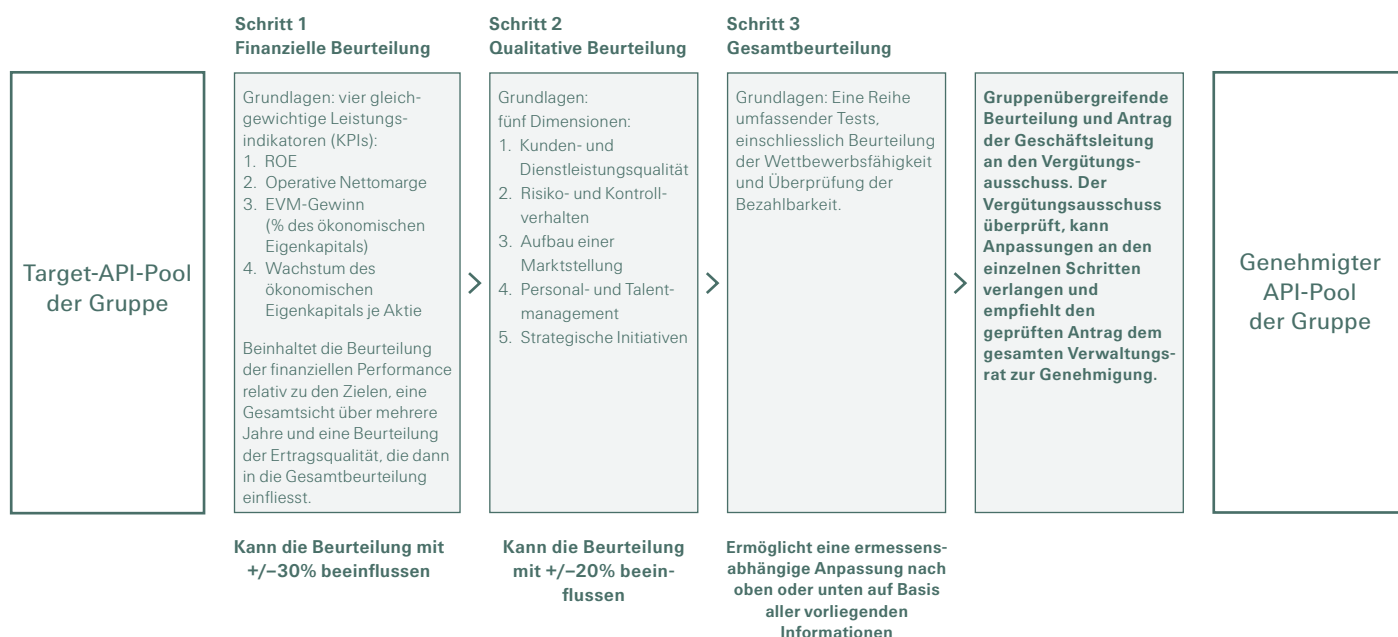 Schritt 1
Finanzielle Beurteilung
Schritt 2
Qualitative Beurteilung
Schritt 3
Gesamtbeurteilung
Target-API-Pool
der Gruppe
Grundlagen: vier gleich-
gewichtige Leistungs-
indikatoren (KPIs):
1. ROE
2. Operative Nettomarge
3. EVM-Gewinn
(% des ökonomischen
Eigenkapitals)
4. Wachstum des
ökonomischen
Eigenkapitals je Aktie
Beinhaltet die Beurteilung
der finanziellen Performance
relativ zu den Zielen, eine
Gesamtsicht über mehrere
Jahre und eine Beurteilung
der Ertragsqualität, die dann
in die Gesamtbeurteilung
einfliesst.
>
Grundlagen:
fünf Dimensionen:
1. Kunden- und
Dienstleistungsqualität
2. Risiko- und Kontroll-
verhalten
3. Aufbau einer
Marktstellung
4. Personal- und Talent-
management
5. Strategische Initiativen
>
Grundlagen: Eine Reihe
umfassender Tests,
einschliesslich Beurteilung
der Wettbewerbsfähigkeit
und Überprüfung der
Bezahlbarkeit.
>
Gruppenübergreifende
Beurteilung und Antrag
der Geschäftsleitung
an den Vergütungs-
ausschuss. Der
Vergütungsausschuss
überprüft, kann
Anpassungen an den
einzelnen Schritten
verlangen und
empfiehlt den
geprüften Antrag dem
gesamten Verwaltungs-
rat zur Genehmigung.
Genehmigter
API-Pool
der Gruppe
Kann die Beurteilung mit
+/–30% beeinflussen
Kann die Beurteilung
mit +/–20% beein-
flussen
Ermöglicht eine ermessens-
abhängige Anpassung nach
oben oder unten auf Basis
aller vorliegenden
Informationen